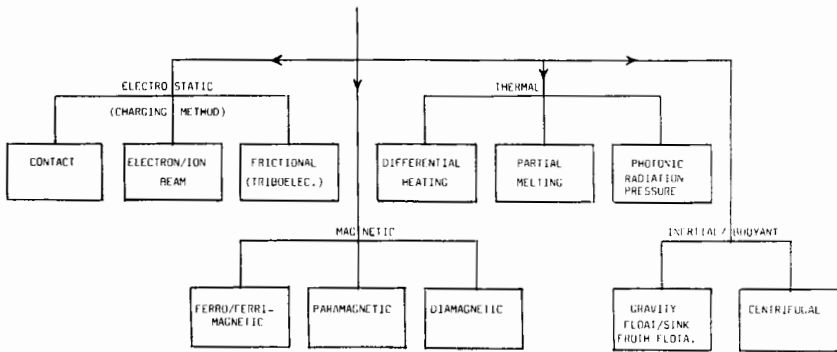 ELECTROSTATIC
THERMAL
(CHARGING METHOD)
CONTACT
ELECTRON/ION
BEAM
FRICTIONAL
(TRIBOELEC.)
DIFFERENTIAL
HEATING
PARTIAL
MELTING
PHOTONIC
RADIATION
PRESSURE
MAGNETIC
INERTIAL/BOUYANT
FERRO/FERRI-
MAGNETIC
PARAMAGNETIC
DIAMAGNETIC
GRAVITY
FLOAT/SINK
FROTH FLOTA.
CENTRIFUGAL